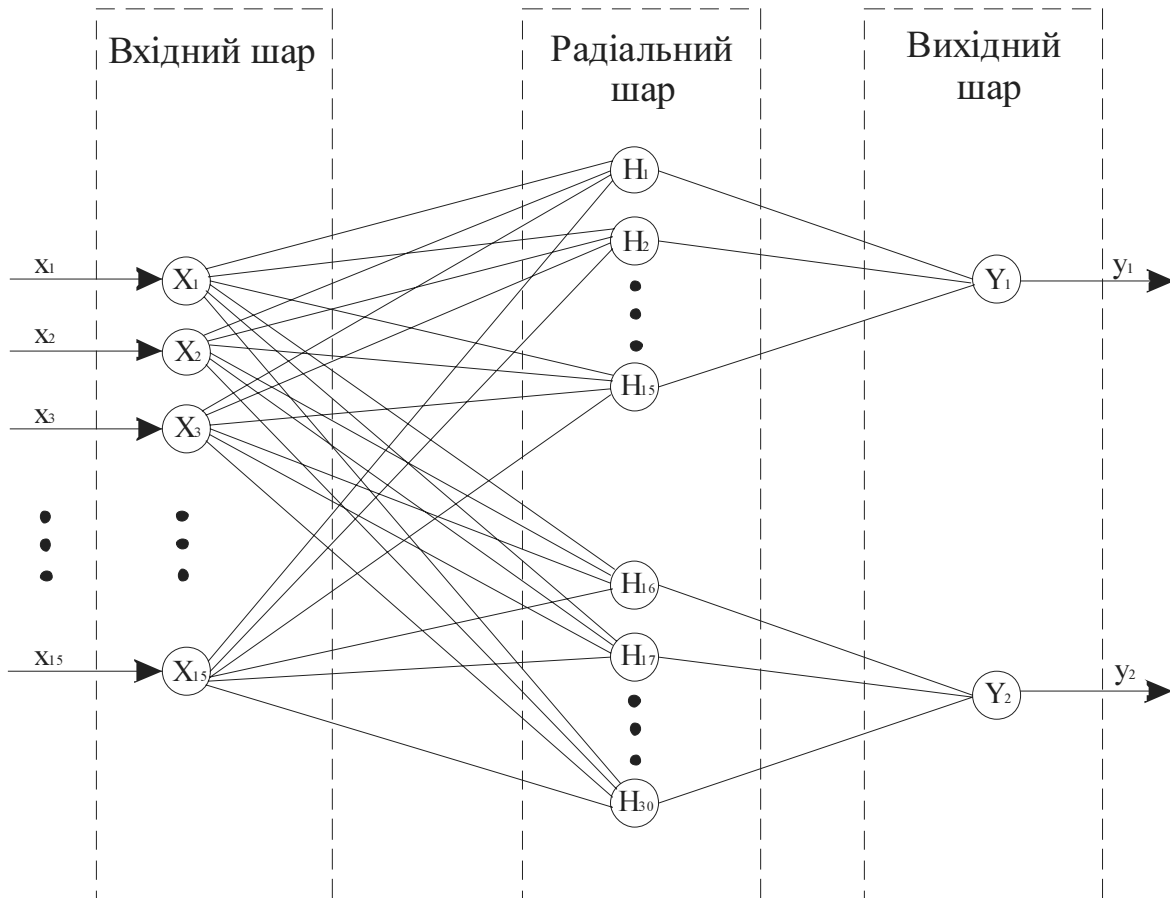 Вхідний шар
Радіальний
шар
Вихідний
шар
x1
x2
x3
x15
X1
X2
X3
X15
H1
H2
H15
H16
H17
H30
Y1
Y2
y1
y2